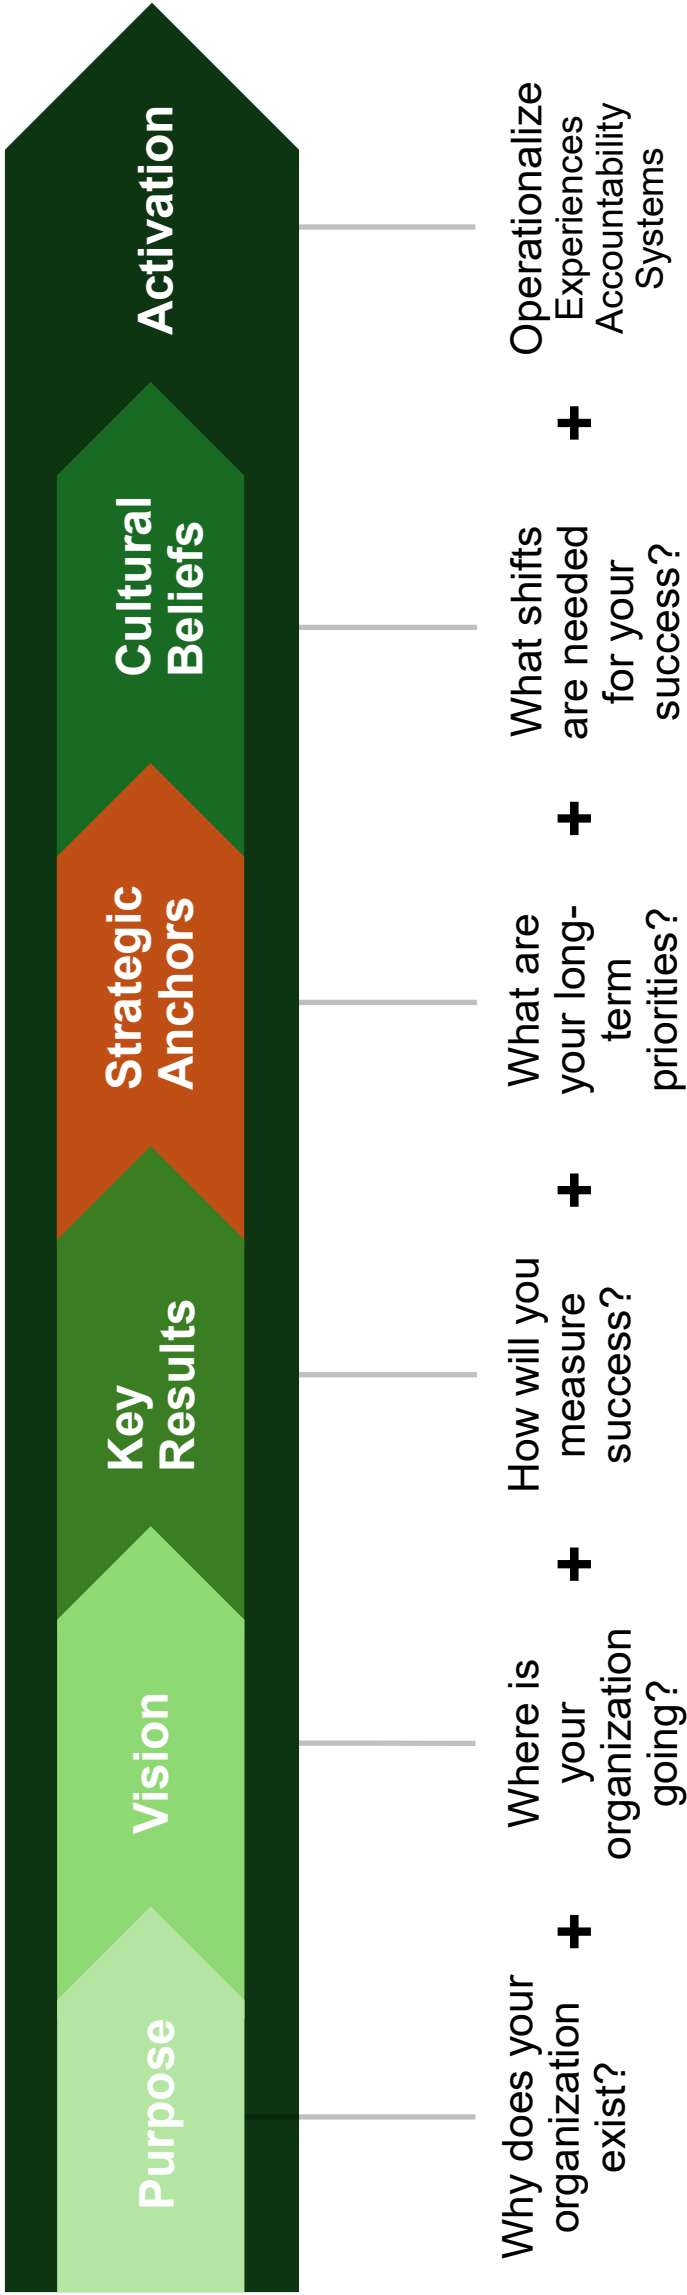 Purpose
Vision
Key
Results
Strategic
Anchors
Cultural
Beliefs
Activation
Why does your
organization
exist?
+
Where is
your
organization
going?
+
How will you
measure
success?
+
What are
your long-
term
priorities?
+
What shifts
are needed
for your
success?
+
Operationalize
Experiences
Accountability
Systems